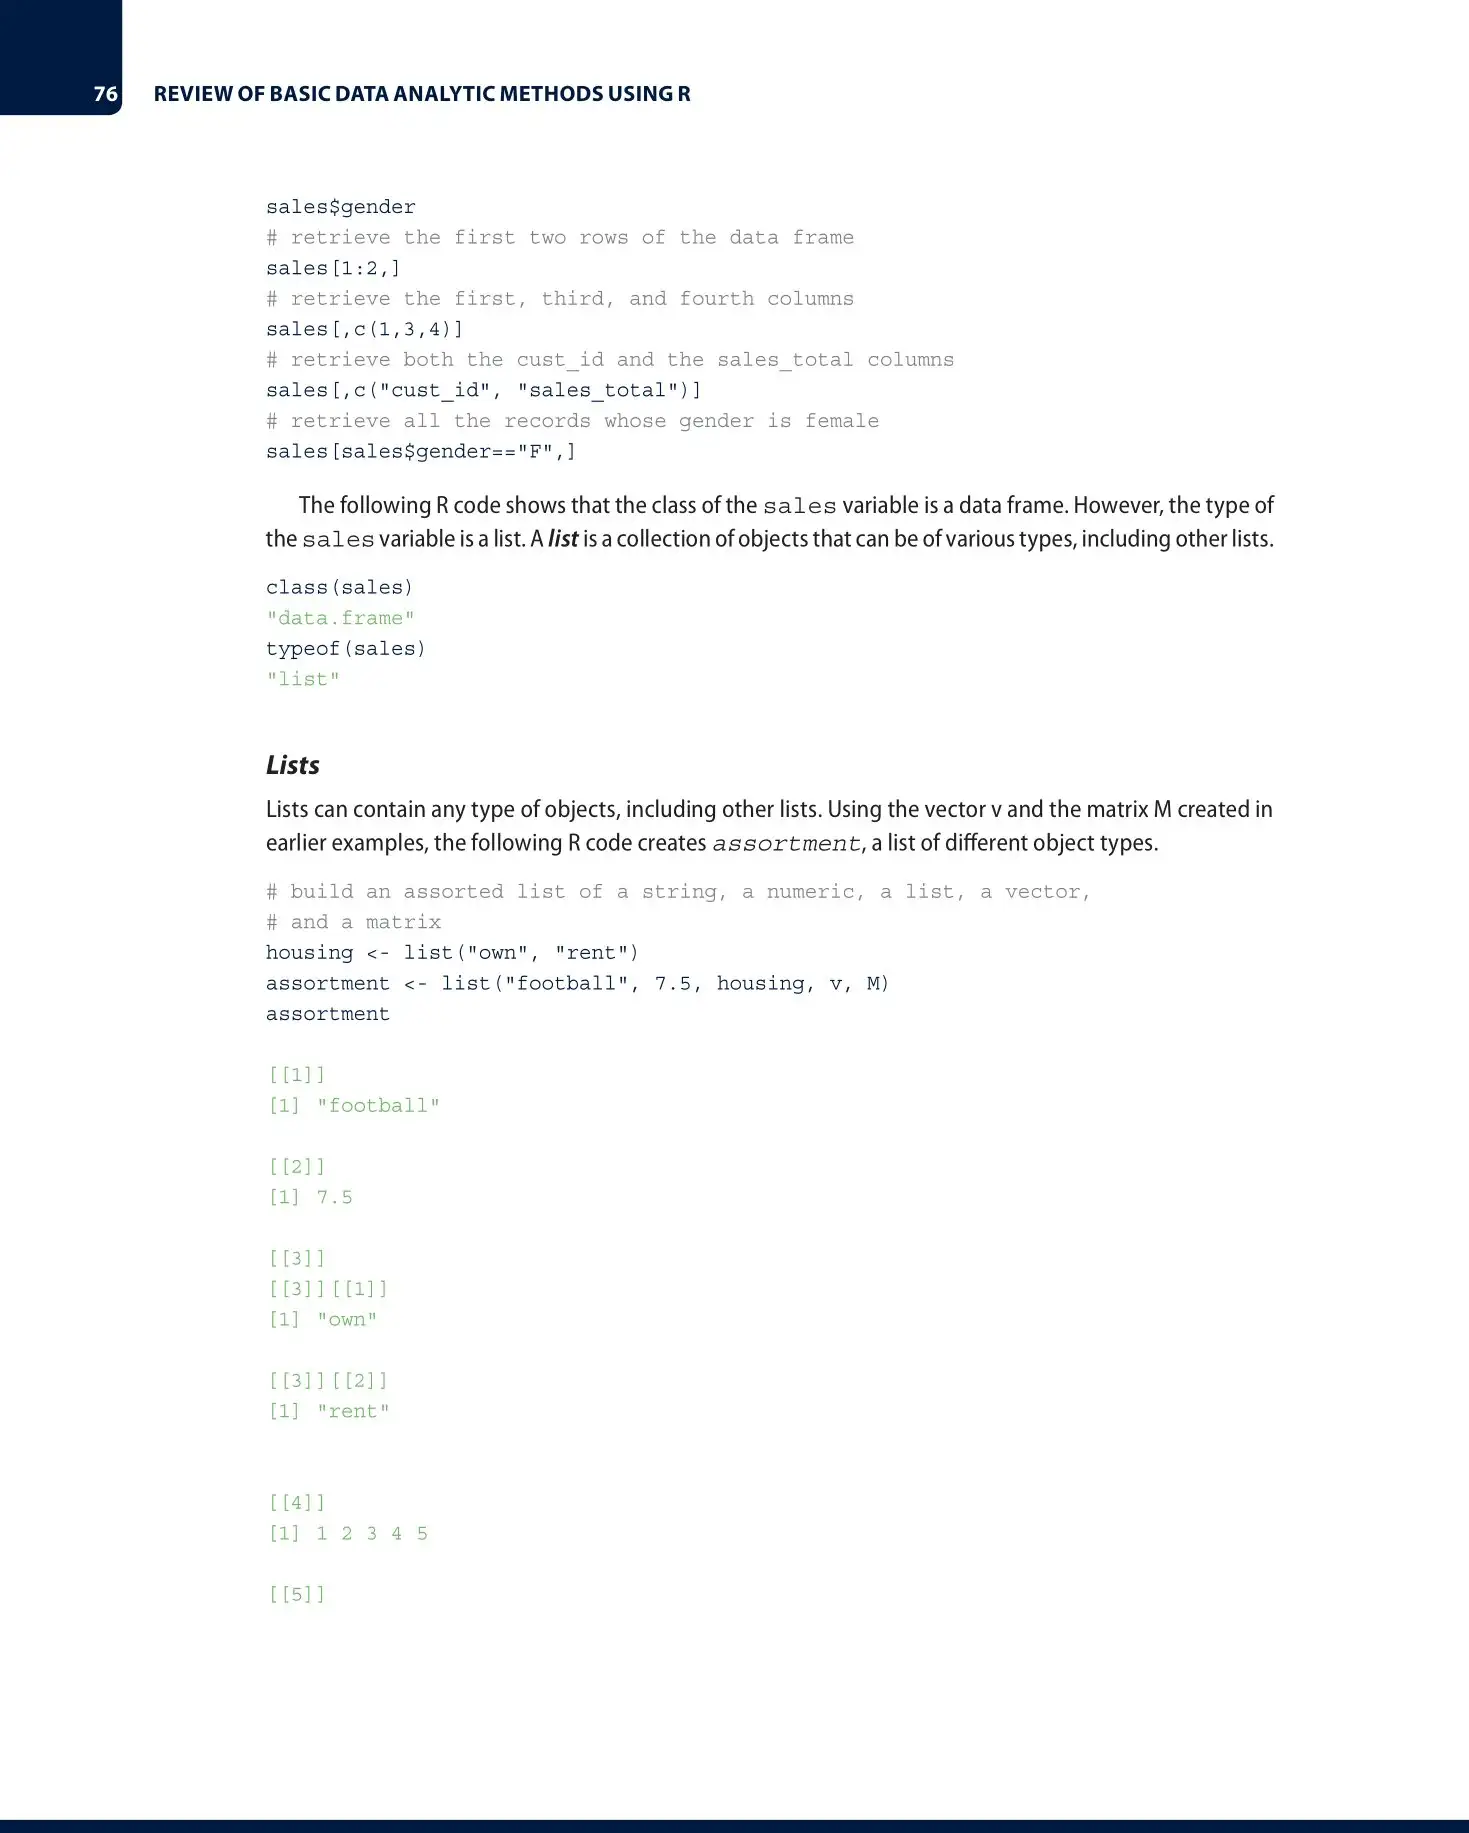 76 REVIEW OF BASIC DATA ANALYTIC METHODS USING R
sales$gender
# retrieve the first two rows of the data frame
sales[1:2,]
# retrieve the first, third, and fourth columns
sales[,c(1,3,4)]
# retrieve both the cust_id and the sales_total columns
sales[,c("cust_id", "sales_total")]
# retrieve all the records whose gender is female
sales[sales$gender=="F",]
The following R code shows that the class of the sales variable is a data frame. However, the type of
the sales variable is a list. A list is a collection of objects that can be of various types, including other lists.
class(sales)
"data.frame"
typeof(sales)
"list"
Lists
Lists can contain any type of objects, including other lists. Using the vector v and the matrix M created in
earlier examples, the following R code creates assortment, a list of different object types.
# build an assorted list of a string, a numeric, a list, a vector,
# and a matrix
housing <- list("own", "rent")
assortment <- list("football", 7.5, housing, v, M)
assortment
[[1]]
[1] "football"
[[2]]
[1] 7.5
[[3]]
[[3]][[1]]
[1] "own"
[[3]][[2]]
[1] "rent"
[[4]]
[1] 1 2 3 4 5
[[5]]